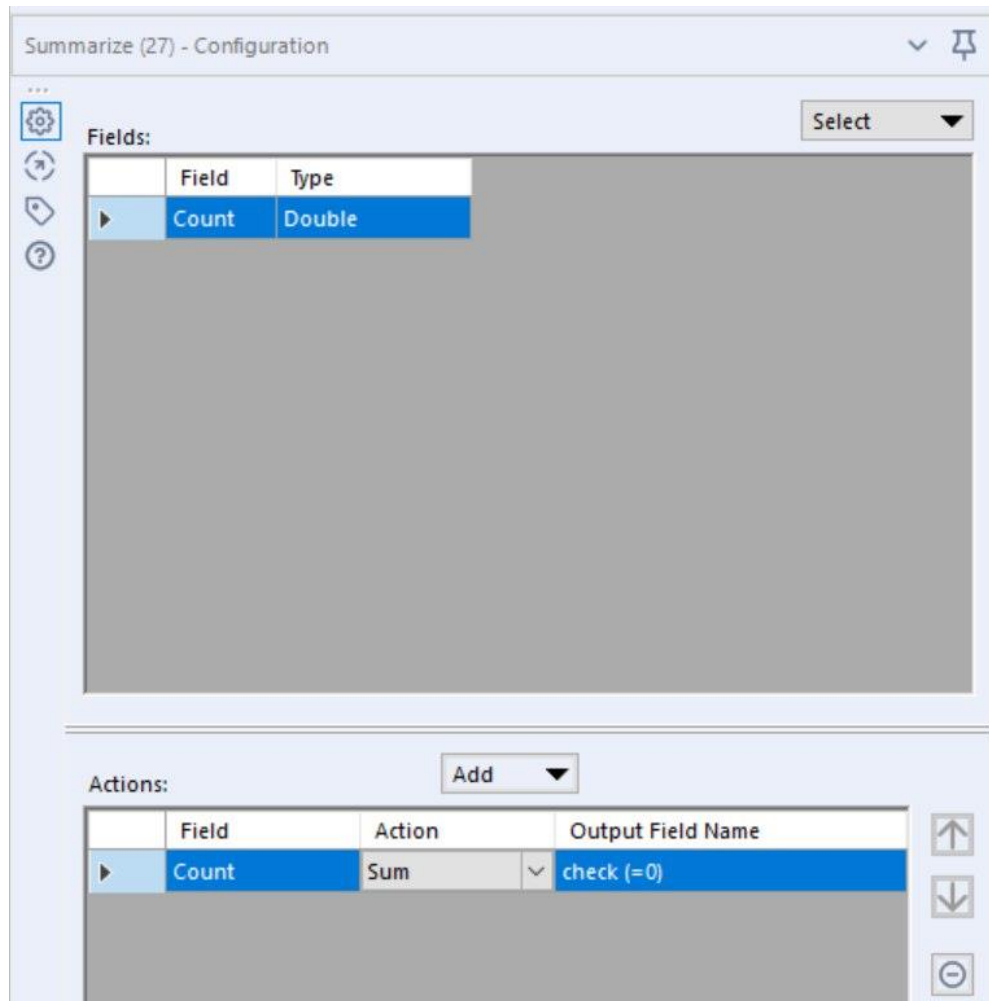 Summarize (27) - Configuration
Select
Fields:
Field Type
Count Double
Actions:
Add
Field Action Output Field Name
Count Sum check (=0)